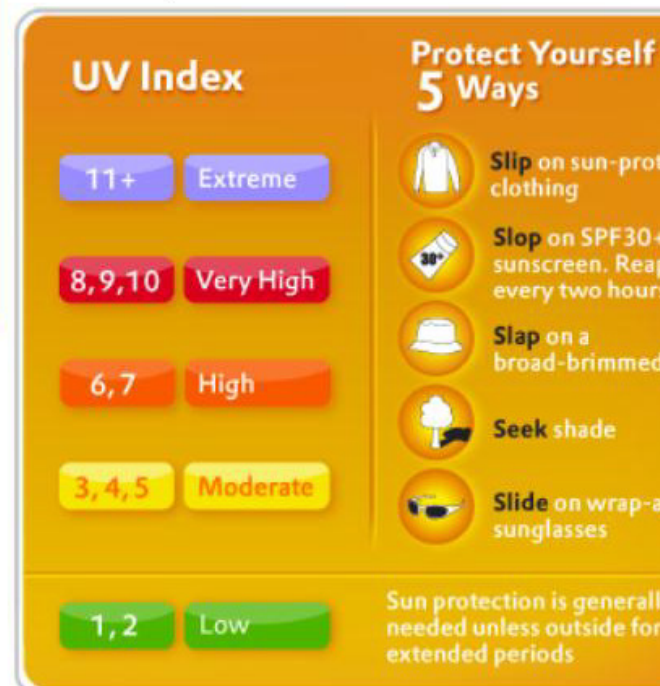 UV Index
11+ Extreme
8,9,10 Very High
6,7 High
3,4,5 Moderate
1,2 Low
Protect Yourself
5 Ways
Slip on sun-prot
clothing
30+
Slop on SPF30+
sunscreen. Reap
every two hours
Slap on a
broad-brimmed
Seek shade
Slide on wrap-a
sunglasses
Sun protection is generall
needed unless outside for
extended periods